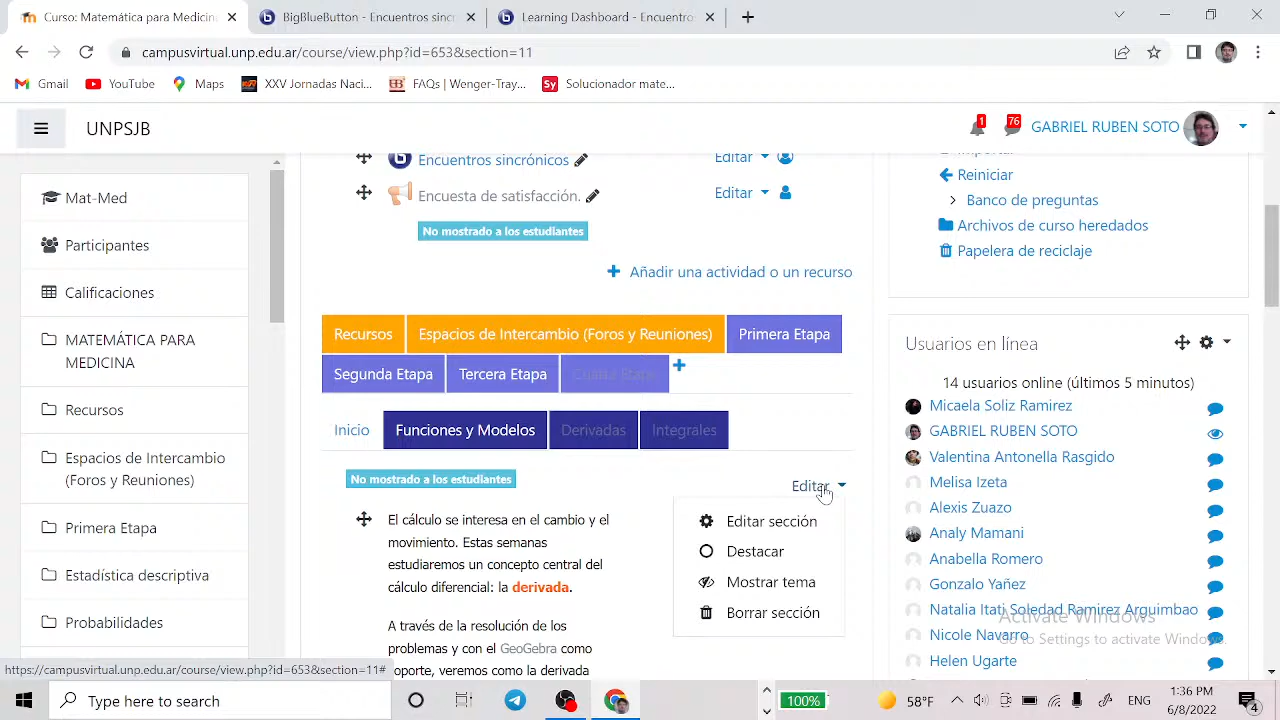 Curso: Matemática para Medicin
BigBlueButton - Encuentros sincr
Learning Dashboard - Encuentro
campusvirtual.unp.edu.ar/course/view.php?id=653&section=11
Gmail
YouTube
Maps
XXV Jornadas Naci...
FAQs | Wenger-Tray...
Sy
Solucionador mate...
UNPSJB
1
76
GABRIEL RUBEN SOTO
Mat-Med
Participantes
Calificaciones
MATEMÁTICA PARA
MEDICINA
Recursos
Espacios de Intercambio
(Foros y Reuniones)
Primera Etapa
Estadística descriptiva
Probabilidades
Encuentros sincrónicos
Editar
Encuesta de satisfacción.
Editar
No mostrado a los estudiantes
Añadir una actividad o un recurso
Recursos
Espacios de Intercambio (Foros y Reuniones)
Primera Etapa
Segunda Etapa
Tercera Etapa
Inicio
Funciones y Modelos
Derivadas
Integrales
No mostrado a los estudiantes
Editar
Editar sección
Destacar
Mostrar tema
Borrar sección
El cálculo se interesa en el cambio y el
movimiento. Estas semanas
estudiaremos un concepto central del
cálculo diferencial: la derivada.
A través de la resolución de los
problemas y con el GeoGebra como
soporte, veremos como la derivada
Reiniciar
Banco de preguntas
Archivos de curso heredados
Papelera de reciclaje
Usuarios en línea
14 usuarios online (últimos 5 minutos)
Micaela Soliz Ramirez
GABRIEL RUBEN SOTO
Valentina Antonella Rasgido
Melisa Izeta
Alexis Zuazo
Analy Mamani
Anabella Romero
Gonzalo Yañez
Natalia Itati Soledad Ramirez Arguimbao
Nicole Navarro
Helen Ugarte
Activate Windows
Go to Settings to activate Windows.
https://campusvirtual.unp.edu.ar/course/view.php?id=653&section=11#
Type here to search
100%
58°F
ENG
1:36 PM
6/8/2022
4